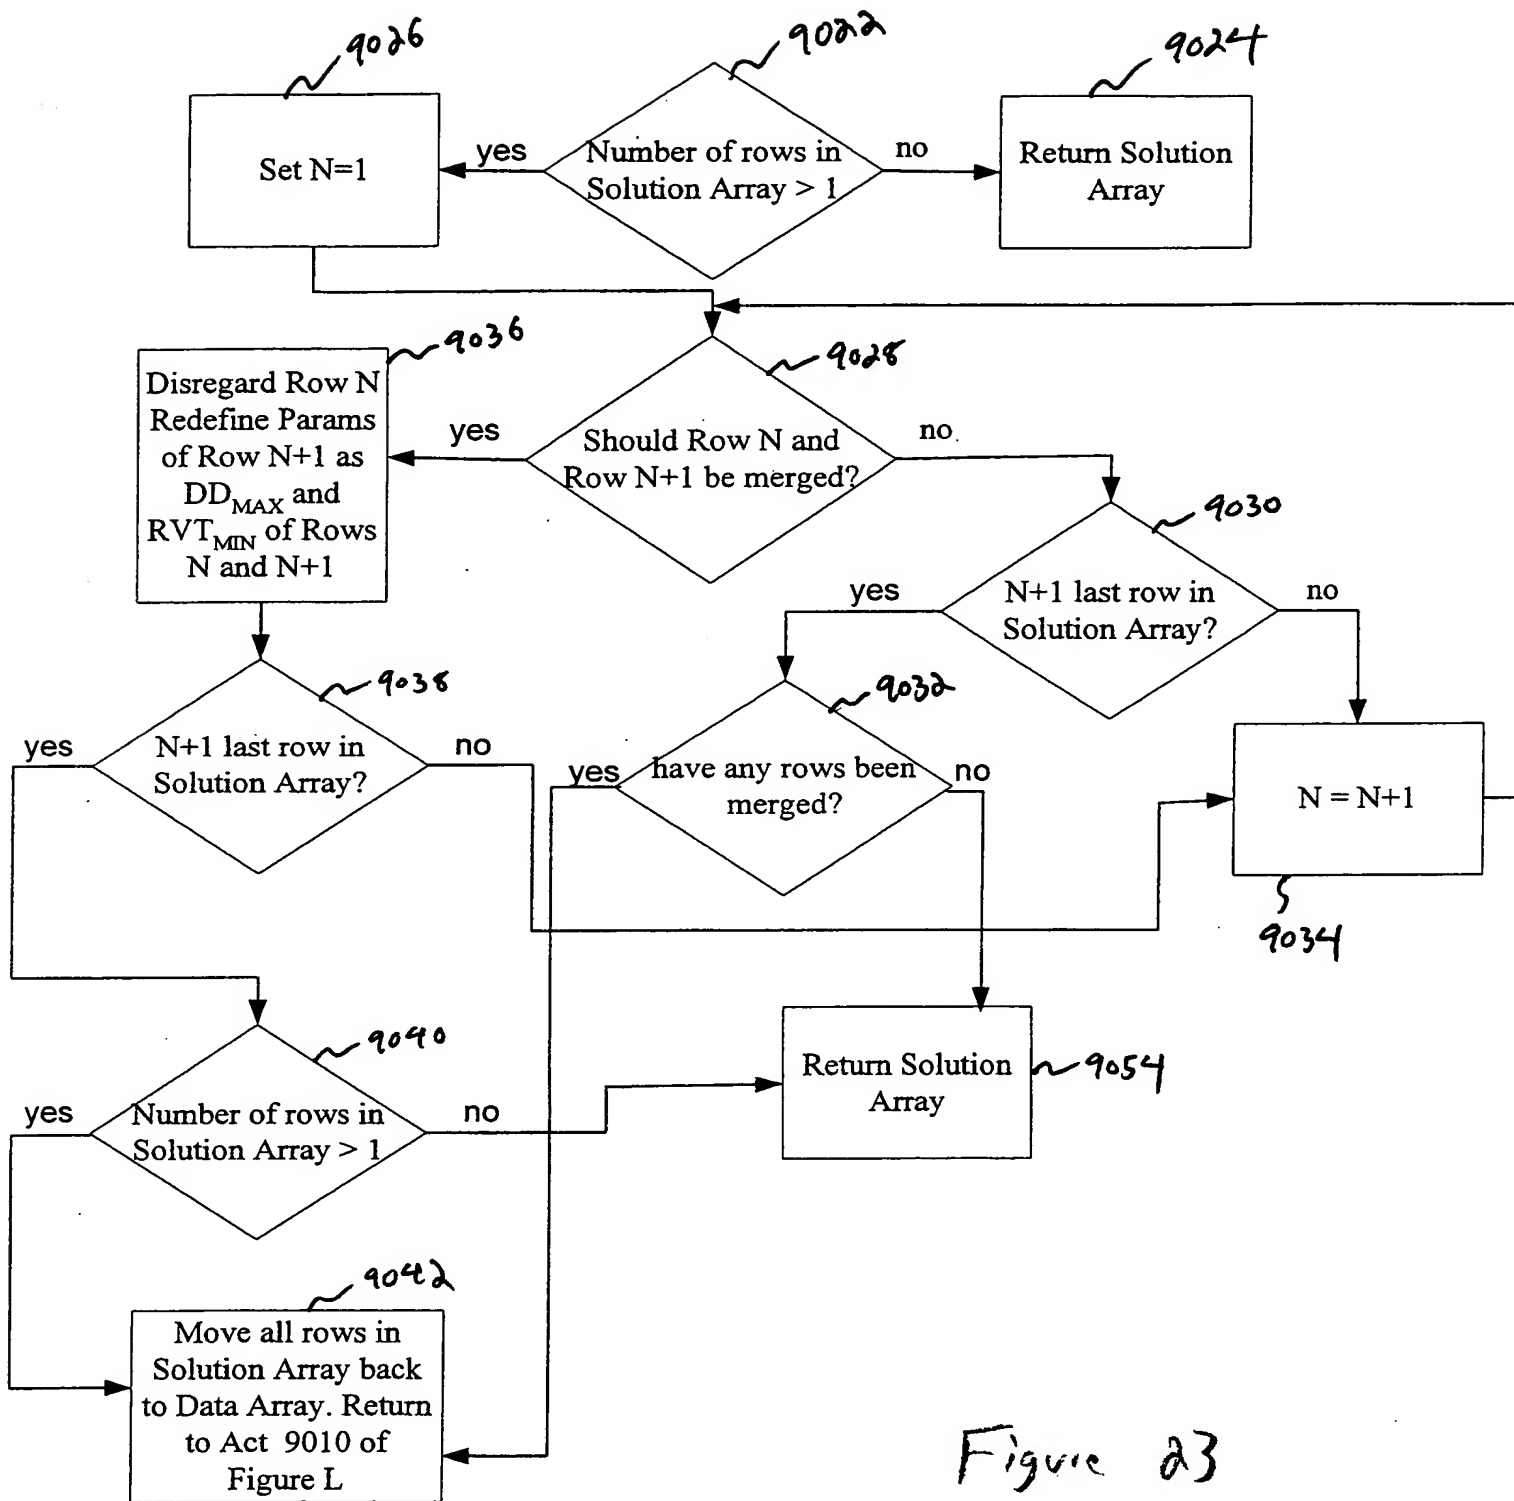 9026
9022
9024
Set N=1
yes
Number of rows in
Solution Array > 1
no
Return Solution
Array
9036
9028
Disregard Row N
Redefine Params
of Row N+1 as
DDMAX and
RVTMIN of Rows
N and N+1
yes
Should Row N and
Row N+1 be merged?
no
9030
yes
N+1 last row in
Solution Array?
no
9038
9032
yes
N+1 last row in
Solution Array?
no
yes
have any rows been
merged?
no
N = N+1
9034
9040
yes
Number of rows in
Solution Array > 1
no
Return Solution
Array
9054
9042
Move all rows in
Solution Array back
to Data Array. Return
to Act 9010 of
Figure L
Figure 23